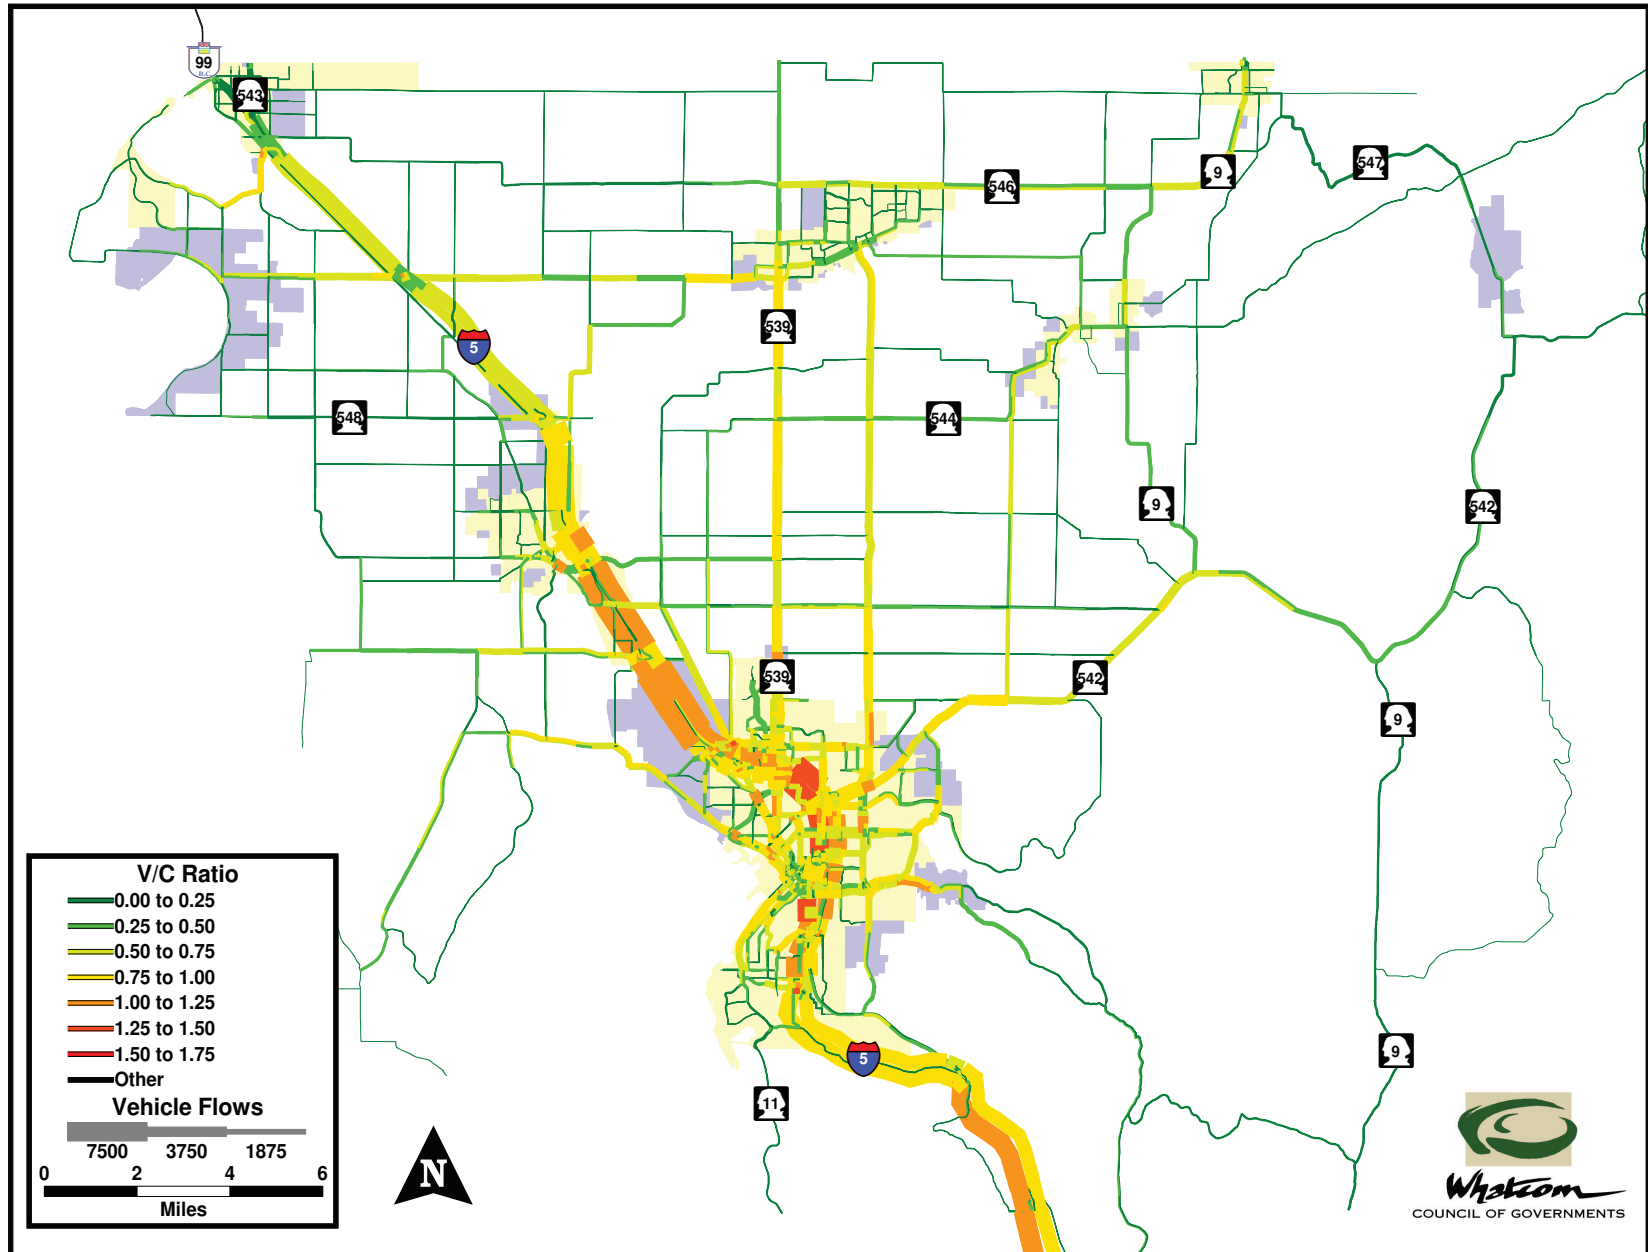 99
B.C.
543
547
9
546
539
5
548
544
9
542
539
542
9
9
5
11
V/C Ratio
0.00 to 0.25
0.25 to 0.50
0.50 to 0.75
0.75 to 1.00
1.00 to 1.25
1.25 to 1.50
1.50 to 1.75
Other
Vehicle Flows
7500 3750 1875
0 2 4 6
Miles
N
Whatcom
COUNCIL OF GOVERNMENTS